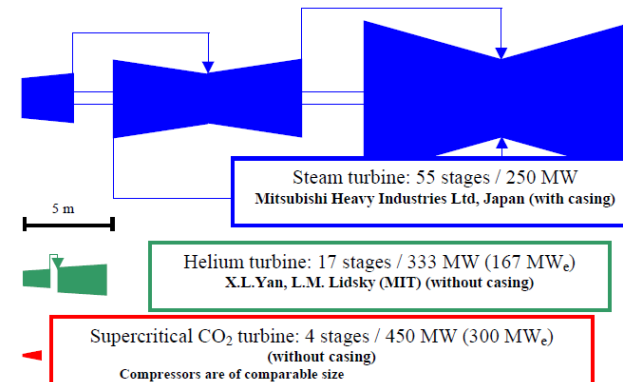 Steam turbine: 55 stages / 250 MW
Mitsubishi Heavy Industries Ltd, Japan (with casing)
5 m
Helium turbine: 17 stages / 333 MW (167 MWₑ)
X.L.Yan, L.M. Lidsky (MIT) (without casing)
Supercritical CO₂ turbine: 4 stages / 450 MW (300 MWₑ)
(without casing)
Compressors are of comparable size